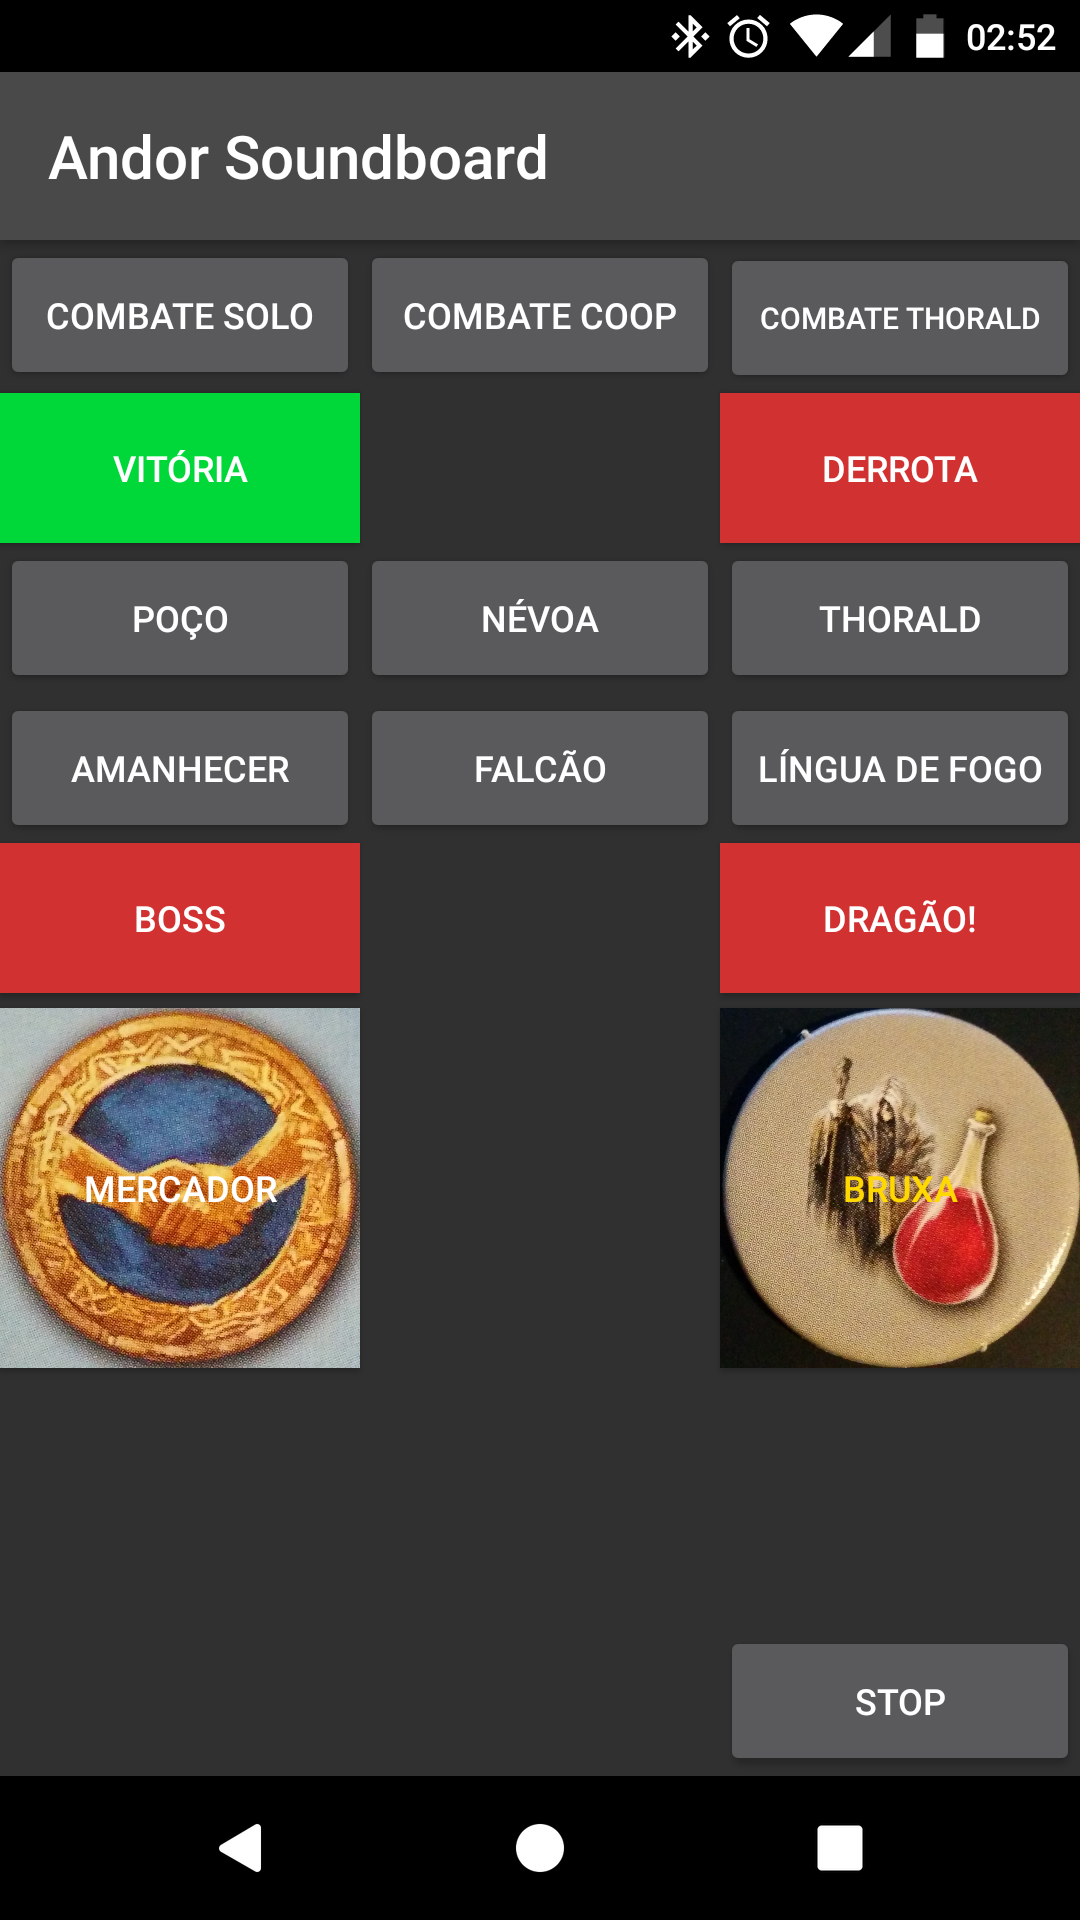 02:52
Andor Soundboard
COMBATE SOLO
COMBATE COOP
COMBATE THORALD
VITÓRIA
DERROTA
POÇO
NÉVOA
THORALD
AMANHECER
FALCÃO
LÍNGUA DE FOGO
BOSS
DRAGÃO!
MERCADOR
BRUXA
STOP